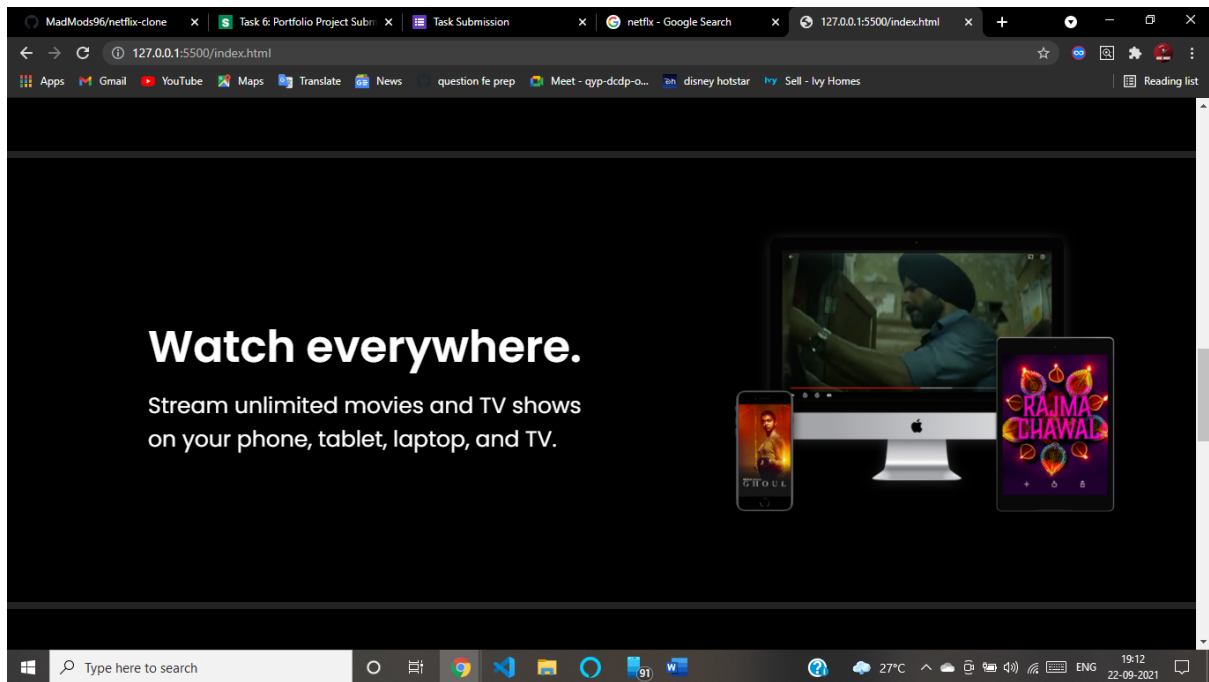 MadMods96/netflix-clone
Task 6: Portfolio Project Subm
Task Submission
netflx - Google Search
127.0.0.1:5500/index.html
127.0.0.1:5500/index.html
Apps
Gmail
YouTube
Maps
Translate
News
question fe prep
Meet - qyp-dcdp-o...
disney hotstar
Ivy
Sell - Ivy Homes
Reading list
Watch everywhere.
Stream unlimited movies and TV shows
on your phone, tablet, laptop, and TV.
GHOUL
RAJMA
CHAWAL
Type here to search
91
27°C
ENG
19:12
22-09-2021